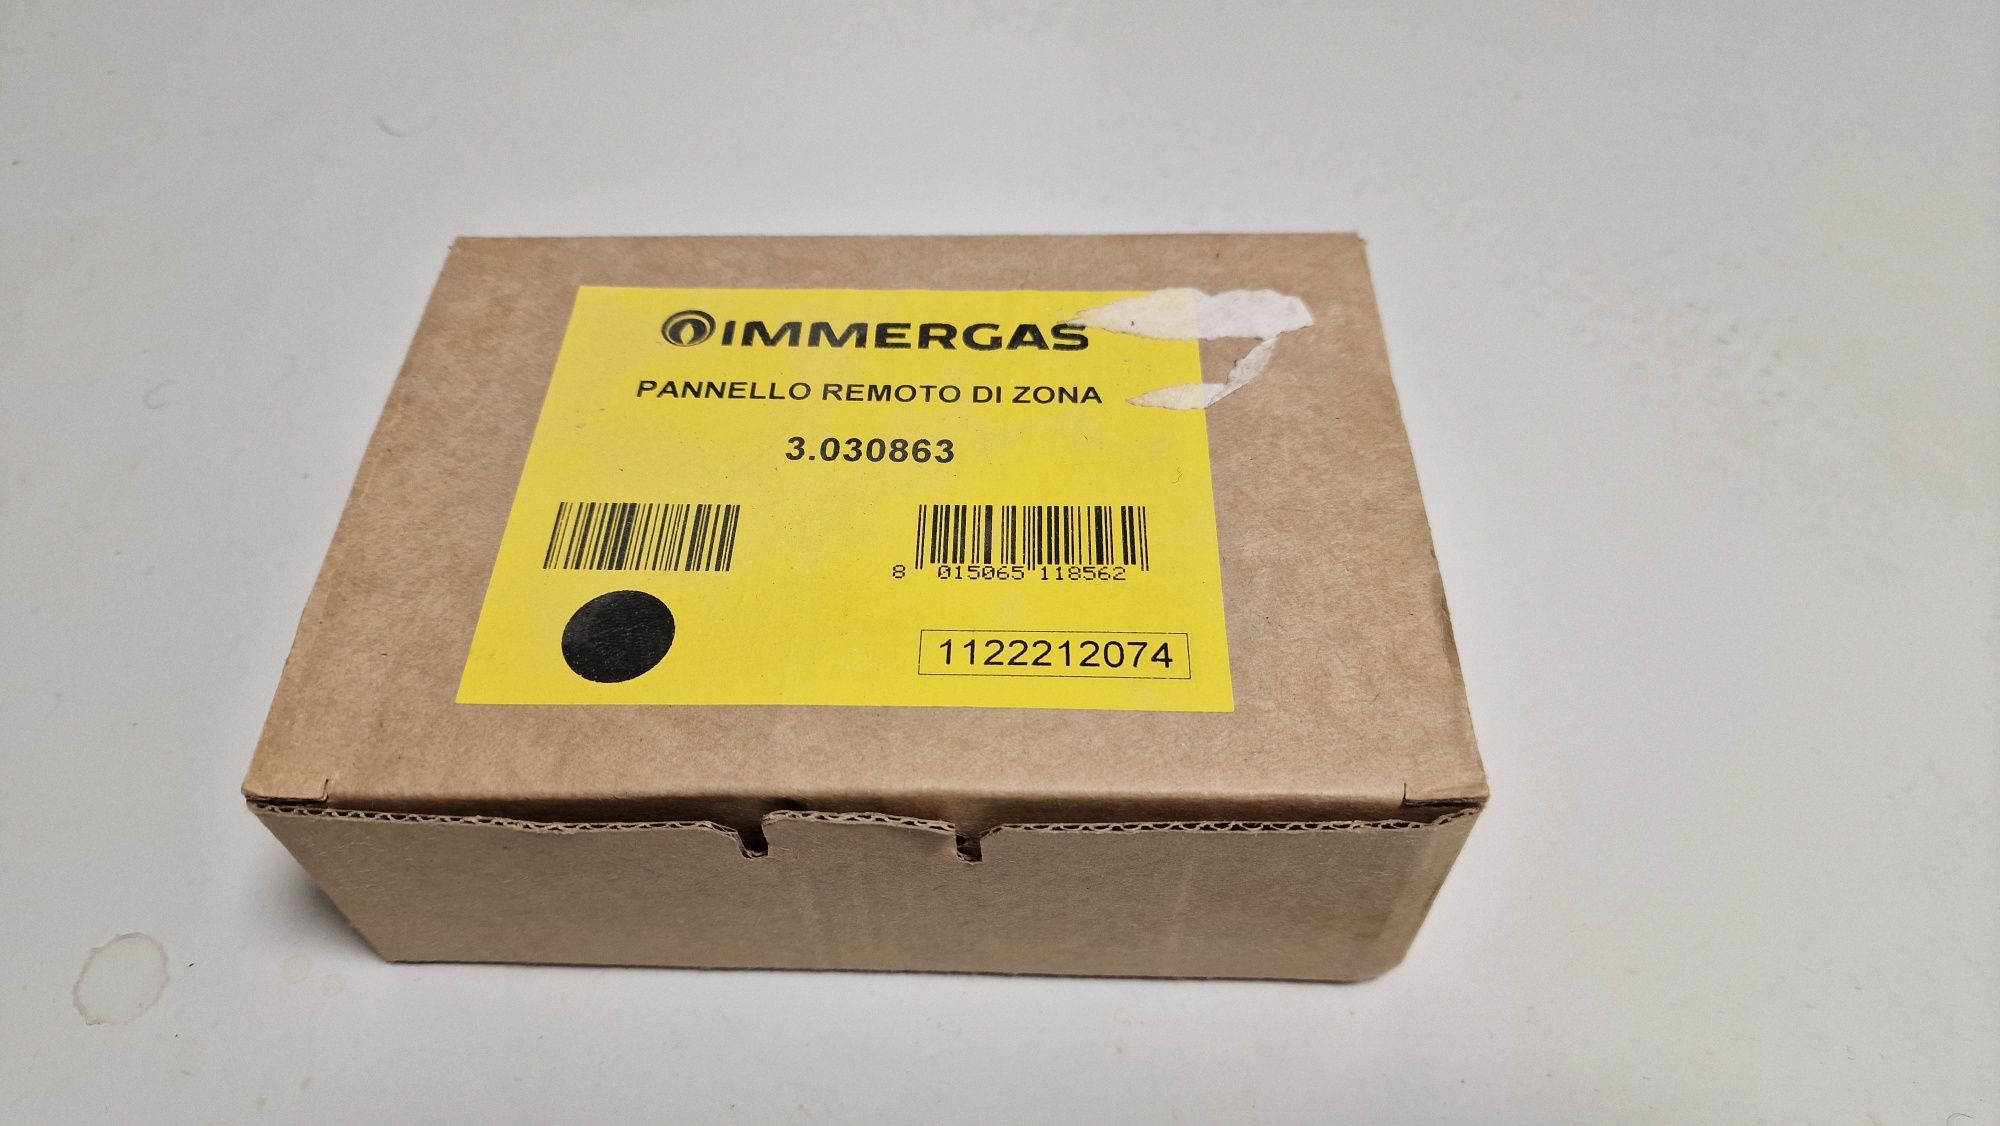 IMMERGAS
PANNELLO REMOTO DI ZONA
3.030863
8 015065 118562
1122212074